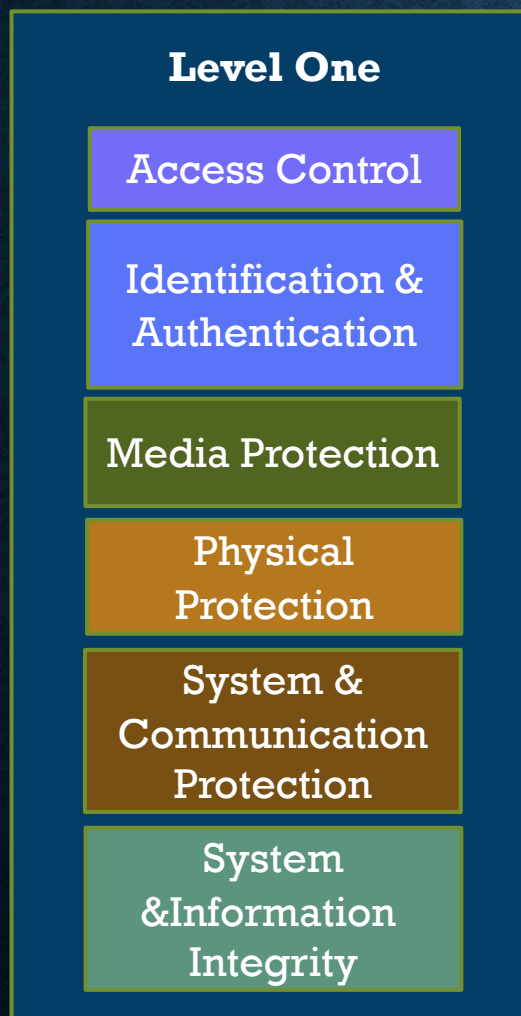 Level One
Access Control
Identification &
Authentication
Media Protection
Physical
Protection
System &
Communication
Protection
System
&Information
Integrity